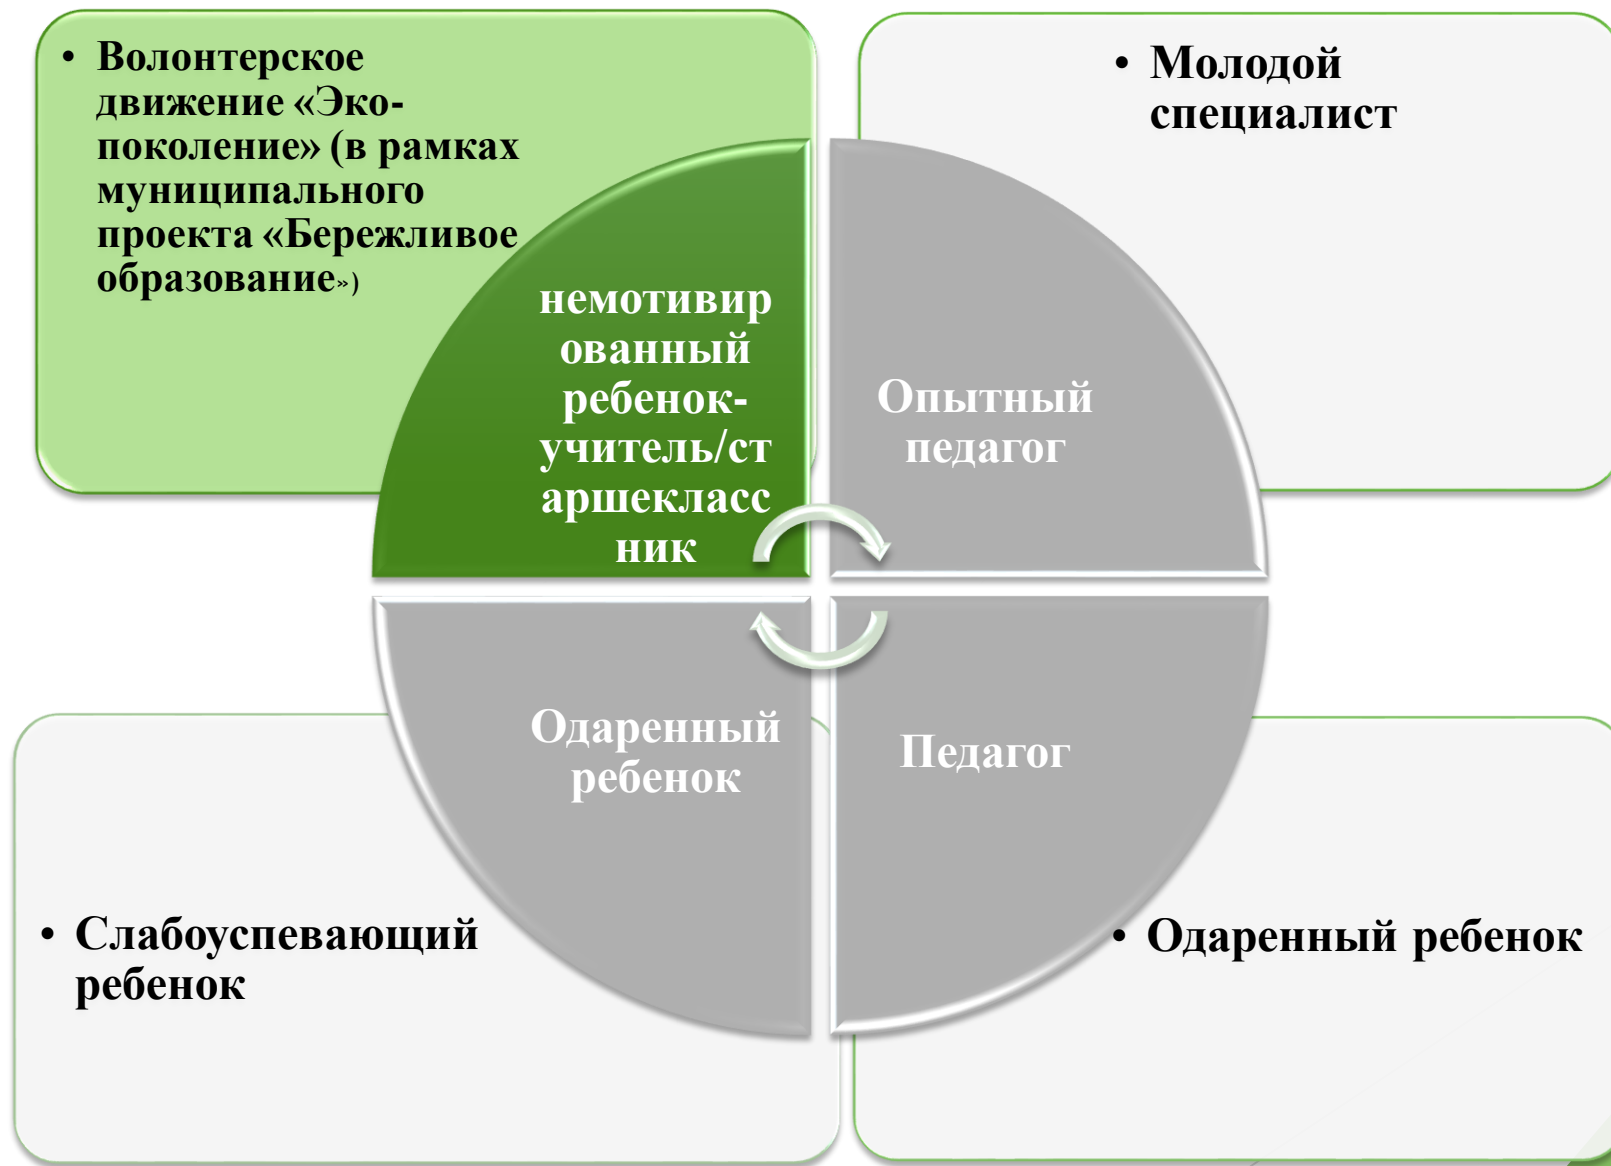 • Волонтерское
движение «Эко-
поколение» (в рамках
муниципального
проекта «Бережливое
образование»)
• Молодой
специалист
немотивир
ованный
ребенок-
учитель/ст
аршеклассс
ник
Опытный
педагог
Одаренный
ребенок
Педагог
• Слабоуспевающий
ребенок
• Одаренный ребенок